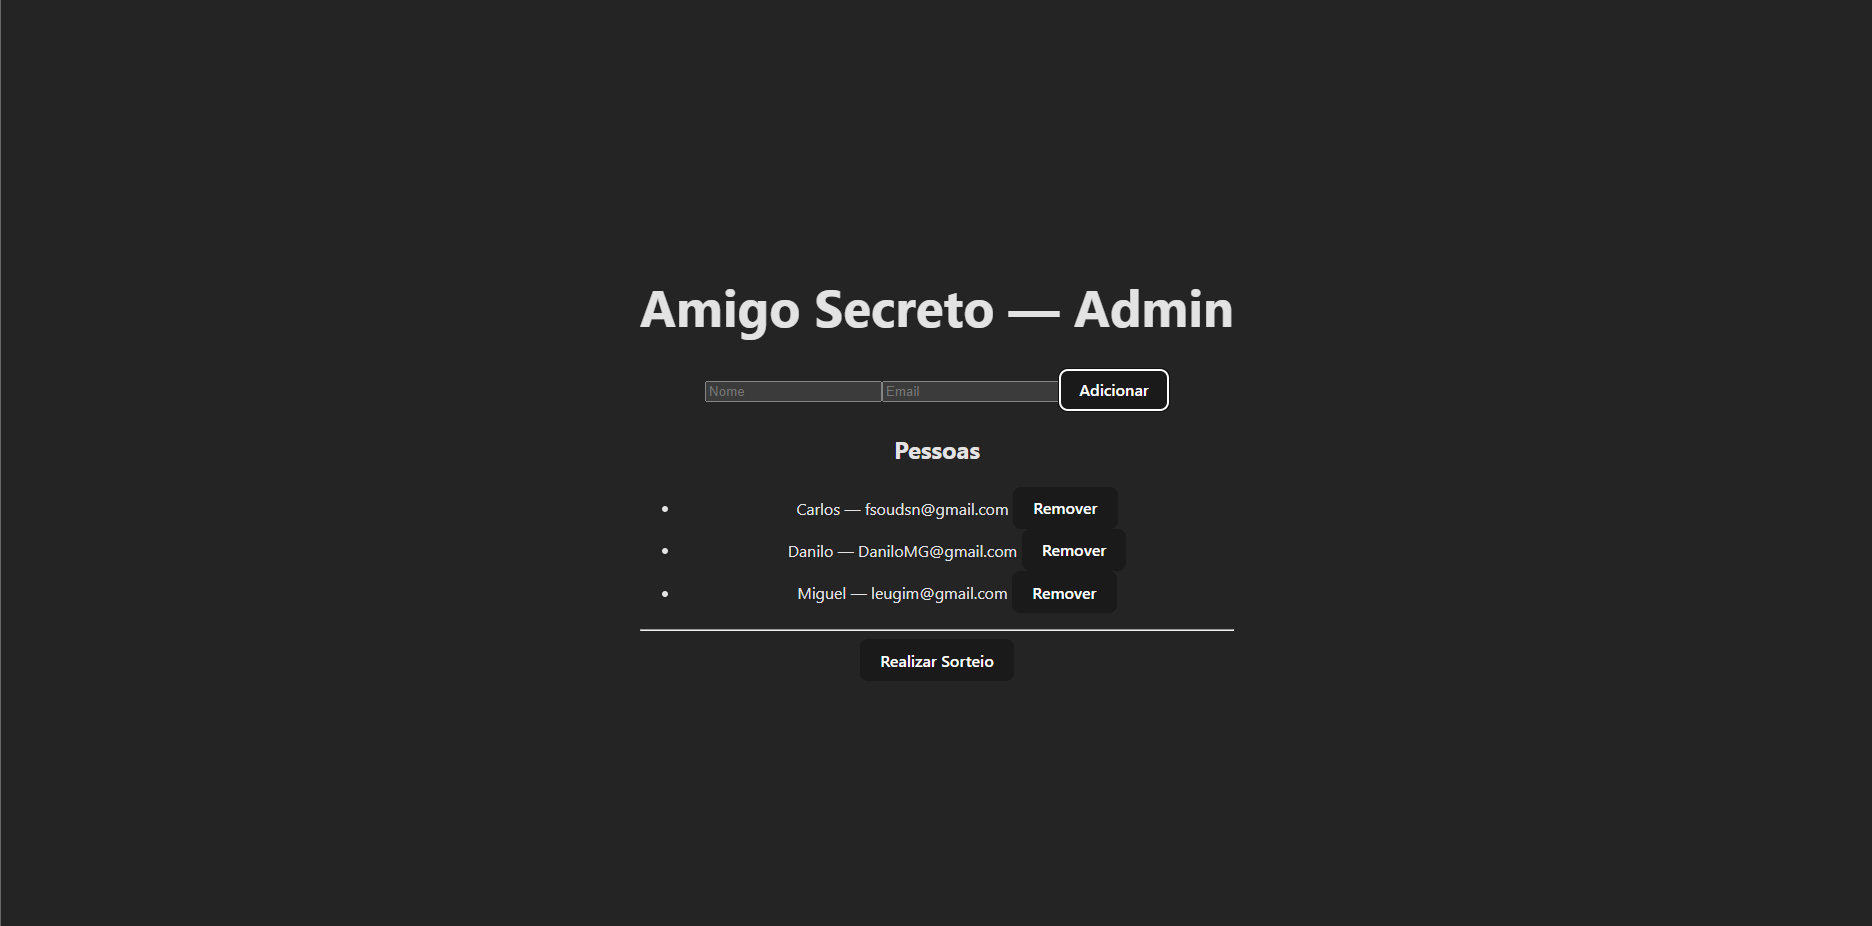 Amigo Secreto — Admin
Nome Email Adicionar
Pessoas
Carlos — fsoudsn@gmail.com Remover
Danilo — DaniloMG@gmail.com Remover
Miguel — leugim@gmail.com Remover
Realizar Sorteio